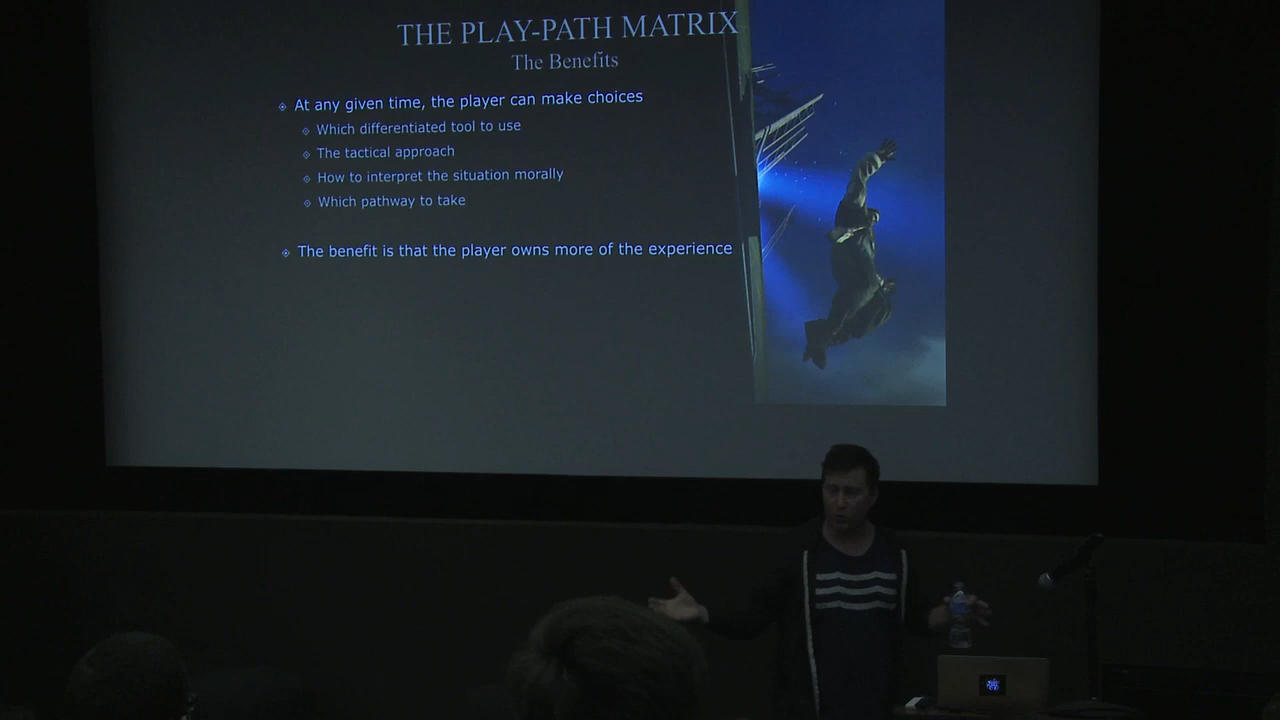 THE PLAY-PATH MATRIX
The Benefits
At any given time, the player can make choices
Which differentiated tool to use
The tactical approach
How to interpret the situation morally
Which pathway to take
The benefit is that the player owns more of the experience